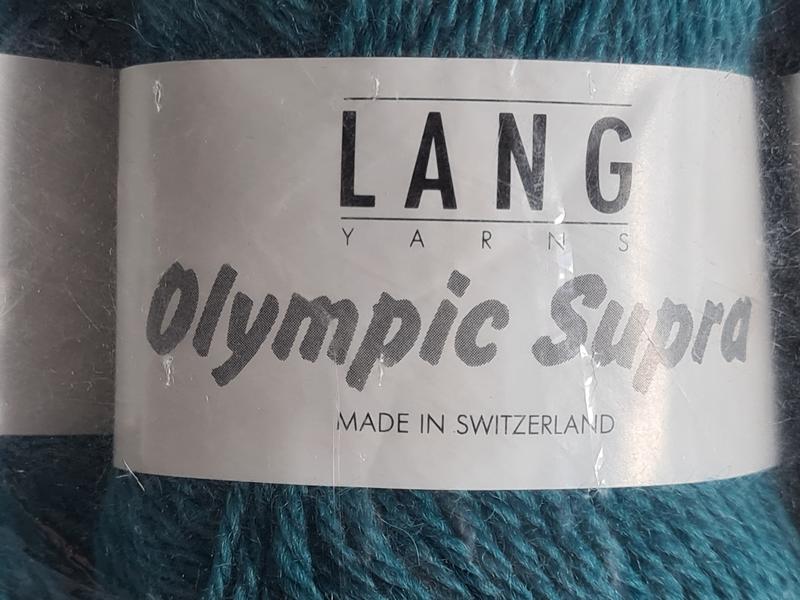 LANG
YARNS
Olympic Supra
MADE IN SWITZERLAND